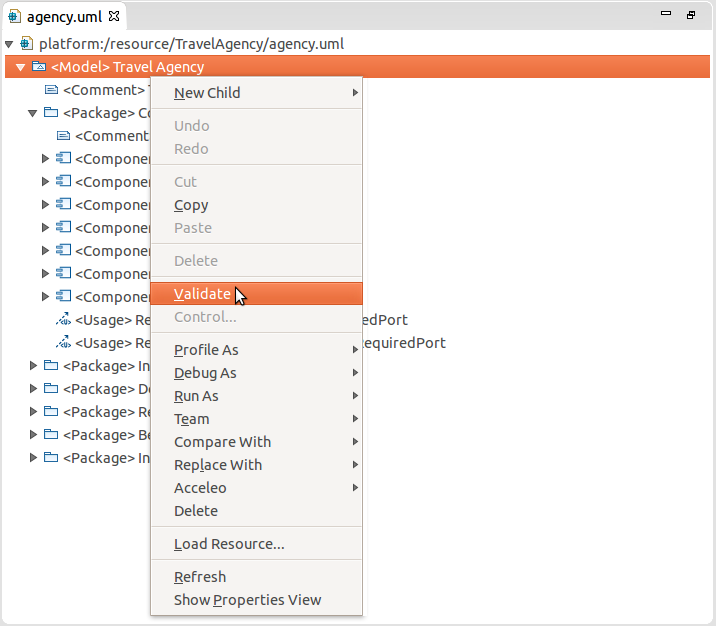 agency.uml
platform:/resource/TravelAgency/agency.uml
<Model> Travel Agency
<Comment>
<Package>
<Comment
<Componen
<Componen
<Componen
<Componen
<Componen
<Componen
<Componen
<Usage> Re edPort
<Usage> Re equiredPort
<Package> In
<Package> De
<Package> Re
<Package> Be
<Package> In
New Child
Undo
Redo
Cut
Copy
Paste
Delete
Validate
Control...
Profile As
Debug As
Run As
Team
Compare With
Replace With
Acceleo
Delete
Load Resource...
Refresh
Show Properties View